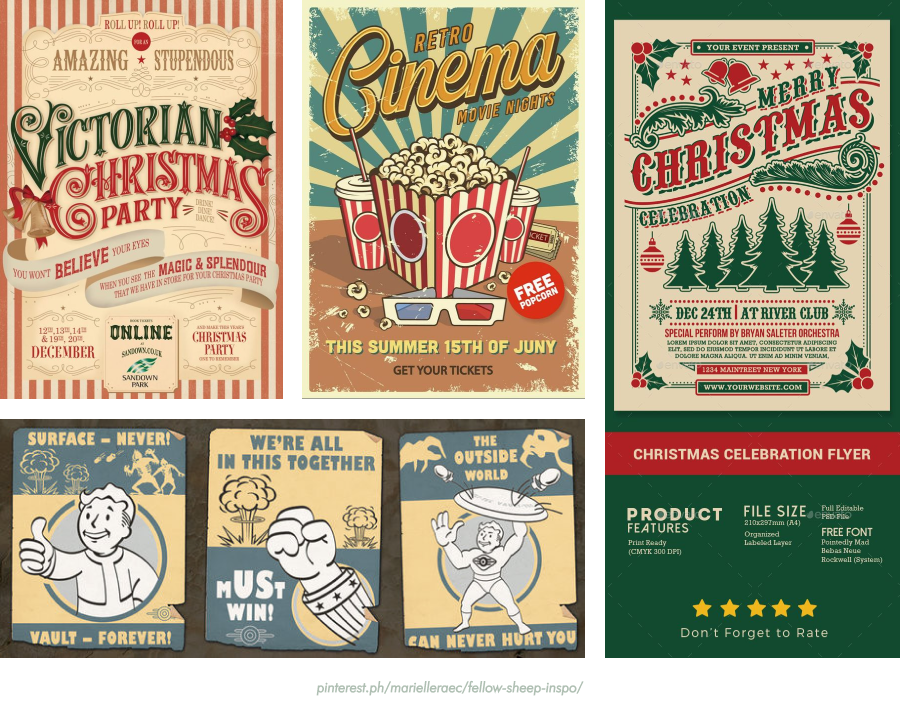 ROLL UP! ROLL UP!
FOR AN
AMAZING ★ STUPENDOUS
VICTORIAN
CHRISTMAS
PARTY
DRINK!
DINE!
DANCE!
YOU WONT BELIEVE YOUR EYES
WHEN YOU SEE THE MAGIC & SPLENDOUR
THAT WE HAVE IN STORE FOR YOUR CHRISTMAS PARTY
12TH, 13TH, 14TH
& 19TH, 20TH,
DECEMBER
BOOK TICKETS
ONLINE
AT
SANDOWN.CO.UK
SANDOWN
PARK
AND MAKE THIS YEAR'S
CHRISTMAS
PARTY
ONE TO REMEMBER
RETRO
Cinema
MOVIE NIGHTS
TICKET
FREE
POPCORN
THIS SUMMER 15TH OF JUNY
GET YOUR TICKETS
• YOUR EVENT PRESENT •
MERRY
CHRISTMAS
CELEBRATION
DEC 24TH | AT RIVER CLUB
SPECIAL PERFORM BY BRYAN SALETER ORCHESTRA
LOREM IPSUM DOLOR SIT AMET, CONSECTETUR ADIPISCING
ELIT, SED DO EIUSMOD TEMPOR INCIDIDUNT UT LABORE ET
DOLORE MAGNA ALIQUA. UT ENIM AD MINIM VENIAM,
1234 MAINTREET NEW YORK
• WWW.YOURWEBSITE.COM •
CHRISTMAS CELEBRATION FLYER
PRODUCT
FEATURES
Print Ready
(CMYK 300 DPI)
FILE SIZE
210x297mm (A4)
Organized
Labeled Layer
Full Editable
PSD File
FREE FONT
Pointedly Mad
Bebas Neue
Rockwell (System)
Don't Forget to Rate
SURFACE – NEVER!
VAULT – FOREVER!
WE'RE ALL
IN THIS TOGETHER
MUST
WIN!
THE
OUTSIDE
WORLD
CAN NEVER HURT YOU
pinterest.ph/marielleraec/fellow-sheep-inspo/